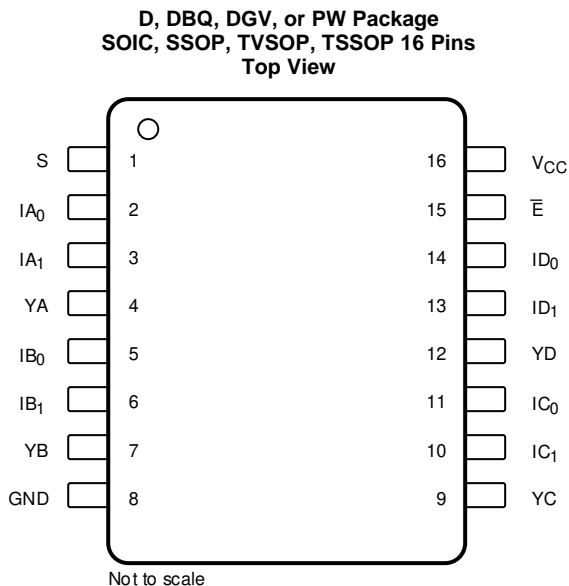 D, DBQ, DGV, or PW Package
SOIC, SSOP, TVSOP, TSSOP 16 Pins
Top View
S 1 16 VCC
IA0 2 15 E̅
IA1 3 14 ID0
YA 4 13 ID1
IB0 5 12 YD
IB1 6 11 IC0
YB 7 10 IC1
GND 8 9 YC
Not to scale